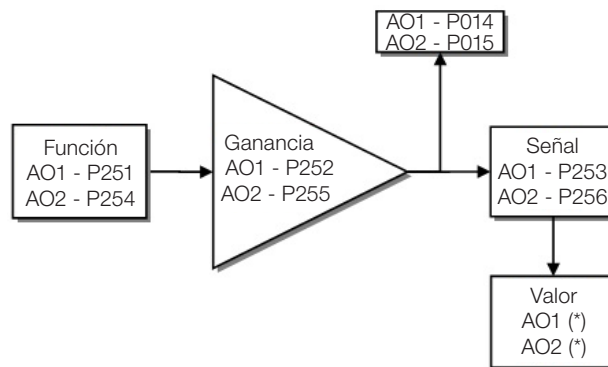 AO1 - P014
AO2 - P015
Función
AO1 - P251
AO2 - P254
Ganancia
AO1 - P252
AO2 - P255
Señal
AO1 - P253
AO2 - P256
Valor
AO1 (*)
AO2 (*)